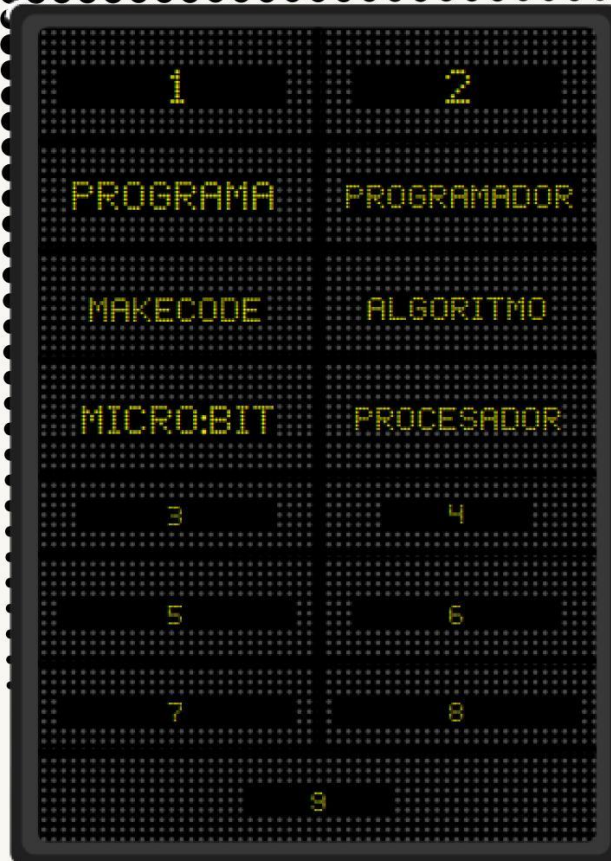 1 2
PROGRAMA PROGRAMADOR
MAKECODE ALGORITMO
MICRO:BIT PROCESADOR
3 4
5 6
7 8
9